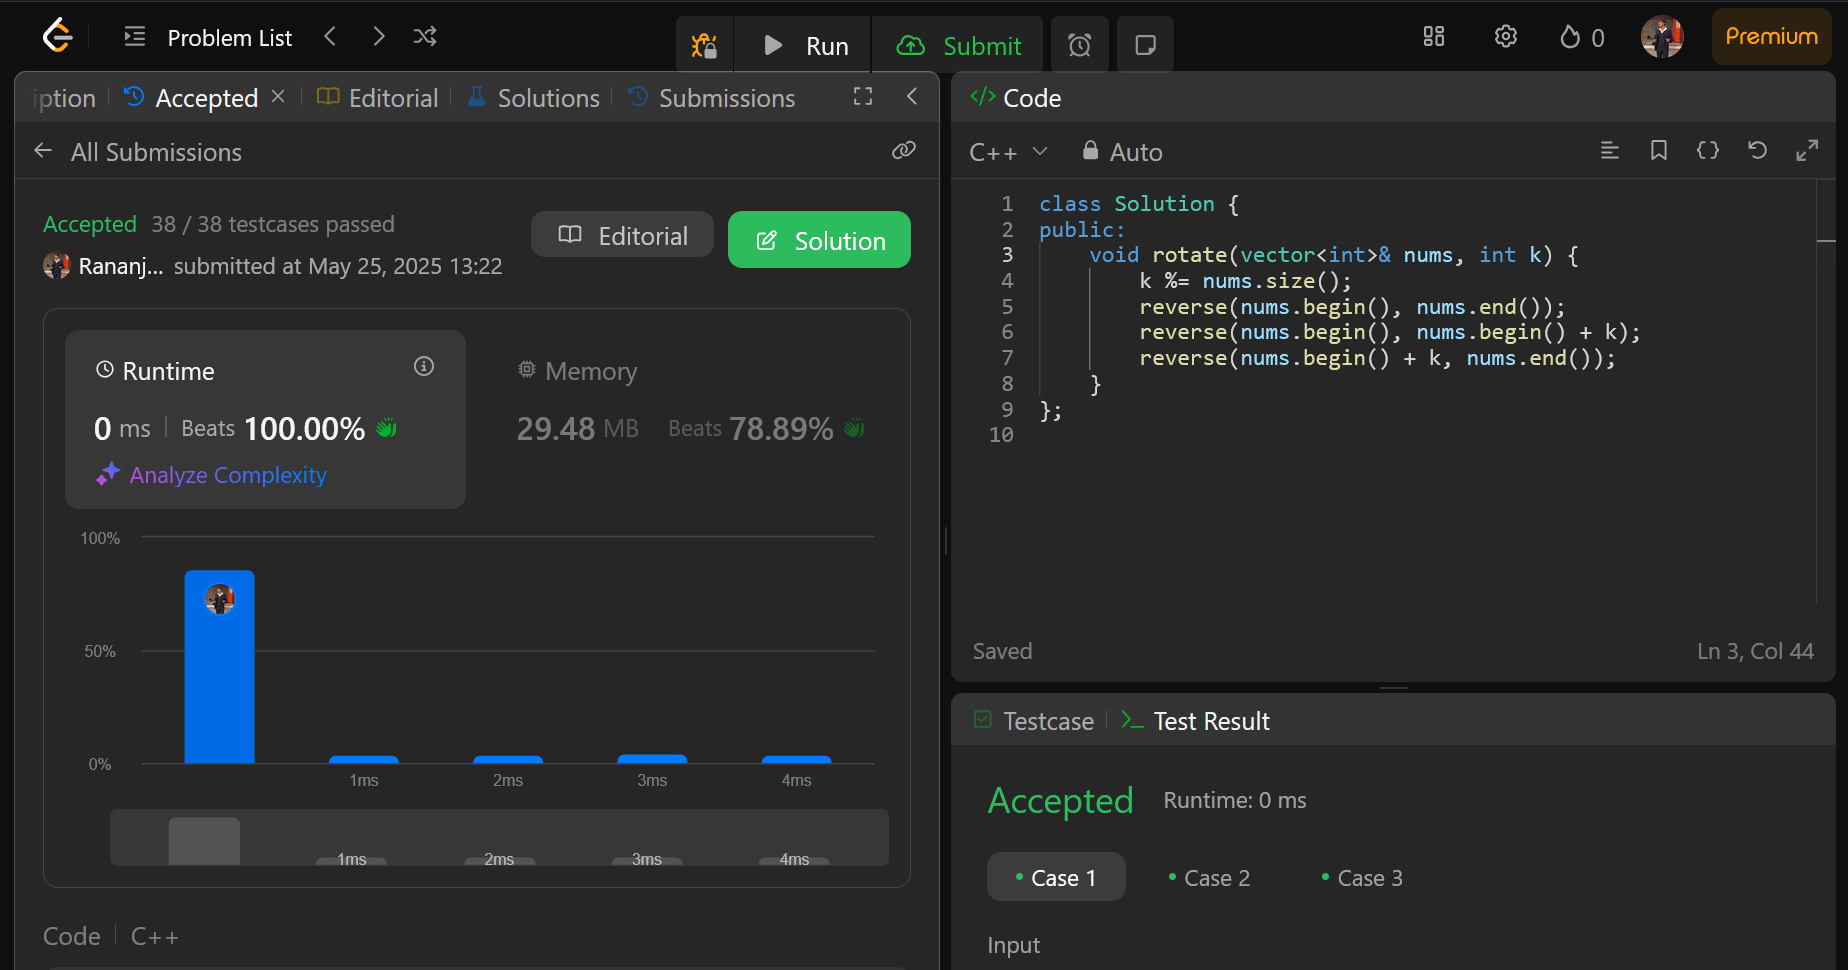 Problem List
Run
Submit
0
Premium
iption
Accepted
Editorial
Solutions
Submissions
All Submissions
Accepted 38 / 38 testcases passed
Rananj... submitted at May 25, 2025 13:22
Editorial
Solution
Runtime
0 ms | Beats 100.00%
Analyze Complexity
Memory
29.48 MB Beats 78.89%
100%
50%
0%
1ms 2ms 3ms 4ms
1ms 2ms 3ms 4ms
Code | C++
</> Code
C++
Auto
1 class Solution {
2 public:
3     void rotate(vector<int>& nums, int k) {
4         k %= nums.size();
5         reverse(nums.begin(), nums.end());
6         reverse(nums.begin(), nums.begin() + k);
7         reverse(nums.begin() + k, nums.end());
8     }
9 };
10
Saved
Ln 3, Col 44
Testcase
Test Result
Accepted Runtime: 0 ms
Case 1
Case 2
Case 3
Input